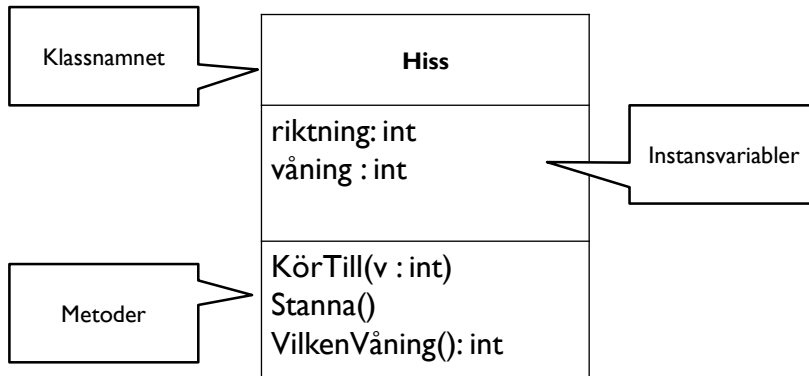 Klassnamnet
Hiss
riktning: int
våning : int
Instansvariabler
KörTill(v : int)
Stanna()
VilkenVåning(): int
Metoder